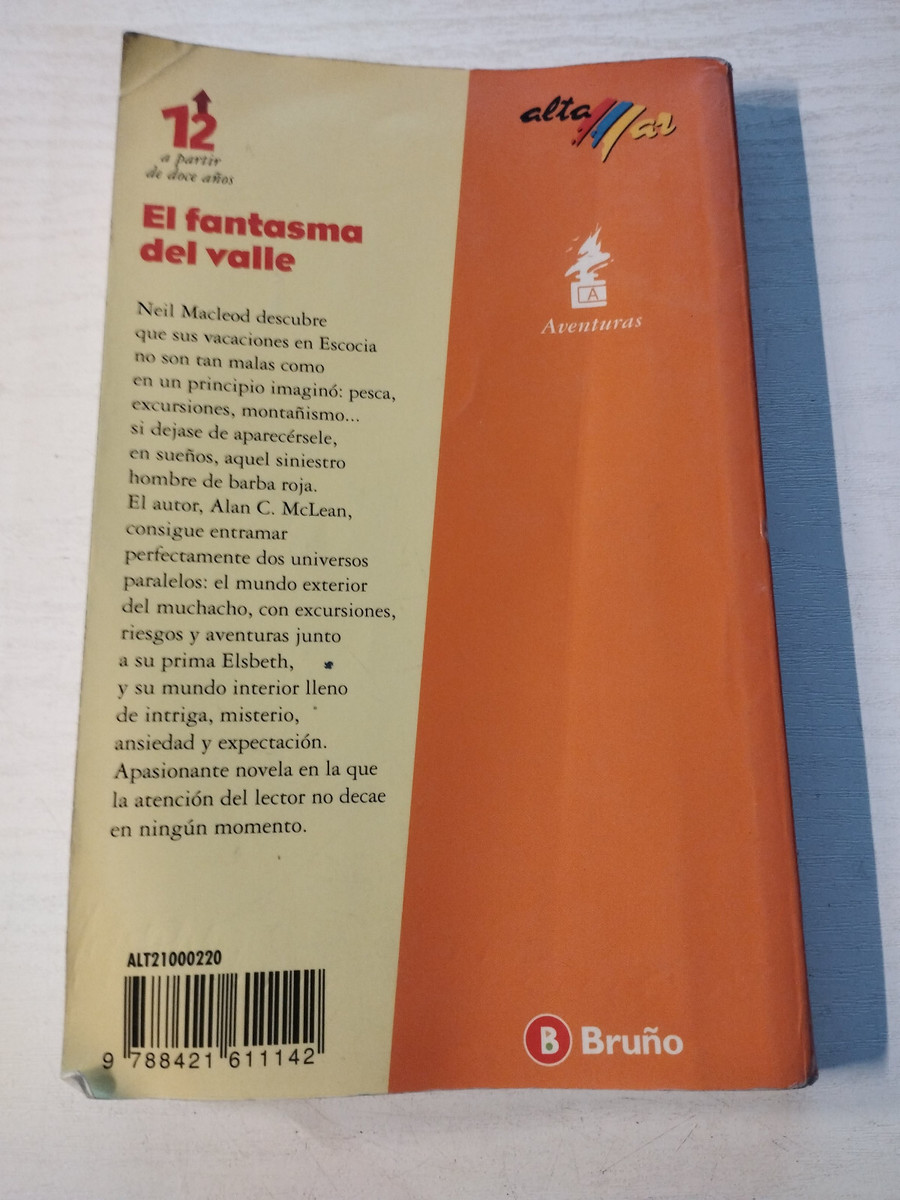 12
a partir
de doce años
El fantasma
del valle
Neil Macleod descubre
que sus vacaciones en Escocia
no son tan malas como
en un principio imaginó: pesca,
excursiones, montañismo...
si dejase de aparecérsele,
en sueños, aquel siniestro
hombre de barba roja.
El autor, Alan C. McLean,
consigue entramar
perfectamente dos universos
paralelos: el mundo exterior
del muchacho, con excursiones,
riesgos y aventuras junto
a su prima Elsbeth,
y su mundo interior lleno
de intriga, misterio,
ansiedad y expectación.
Apasionante novela en la que
la atención del lector no decae
en ningún momento.
ALT21000220
9 788421 611142
alta mar
A
Aventuras
B Bruño